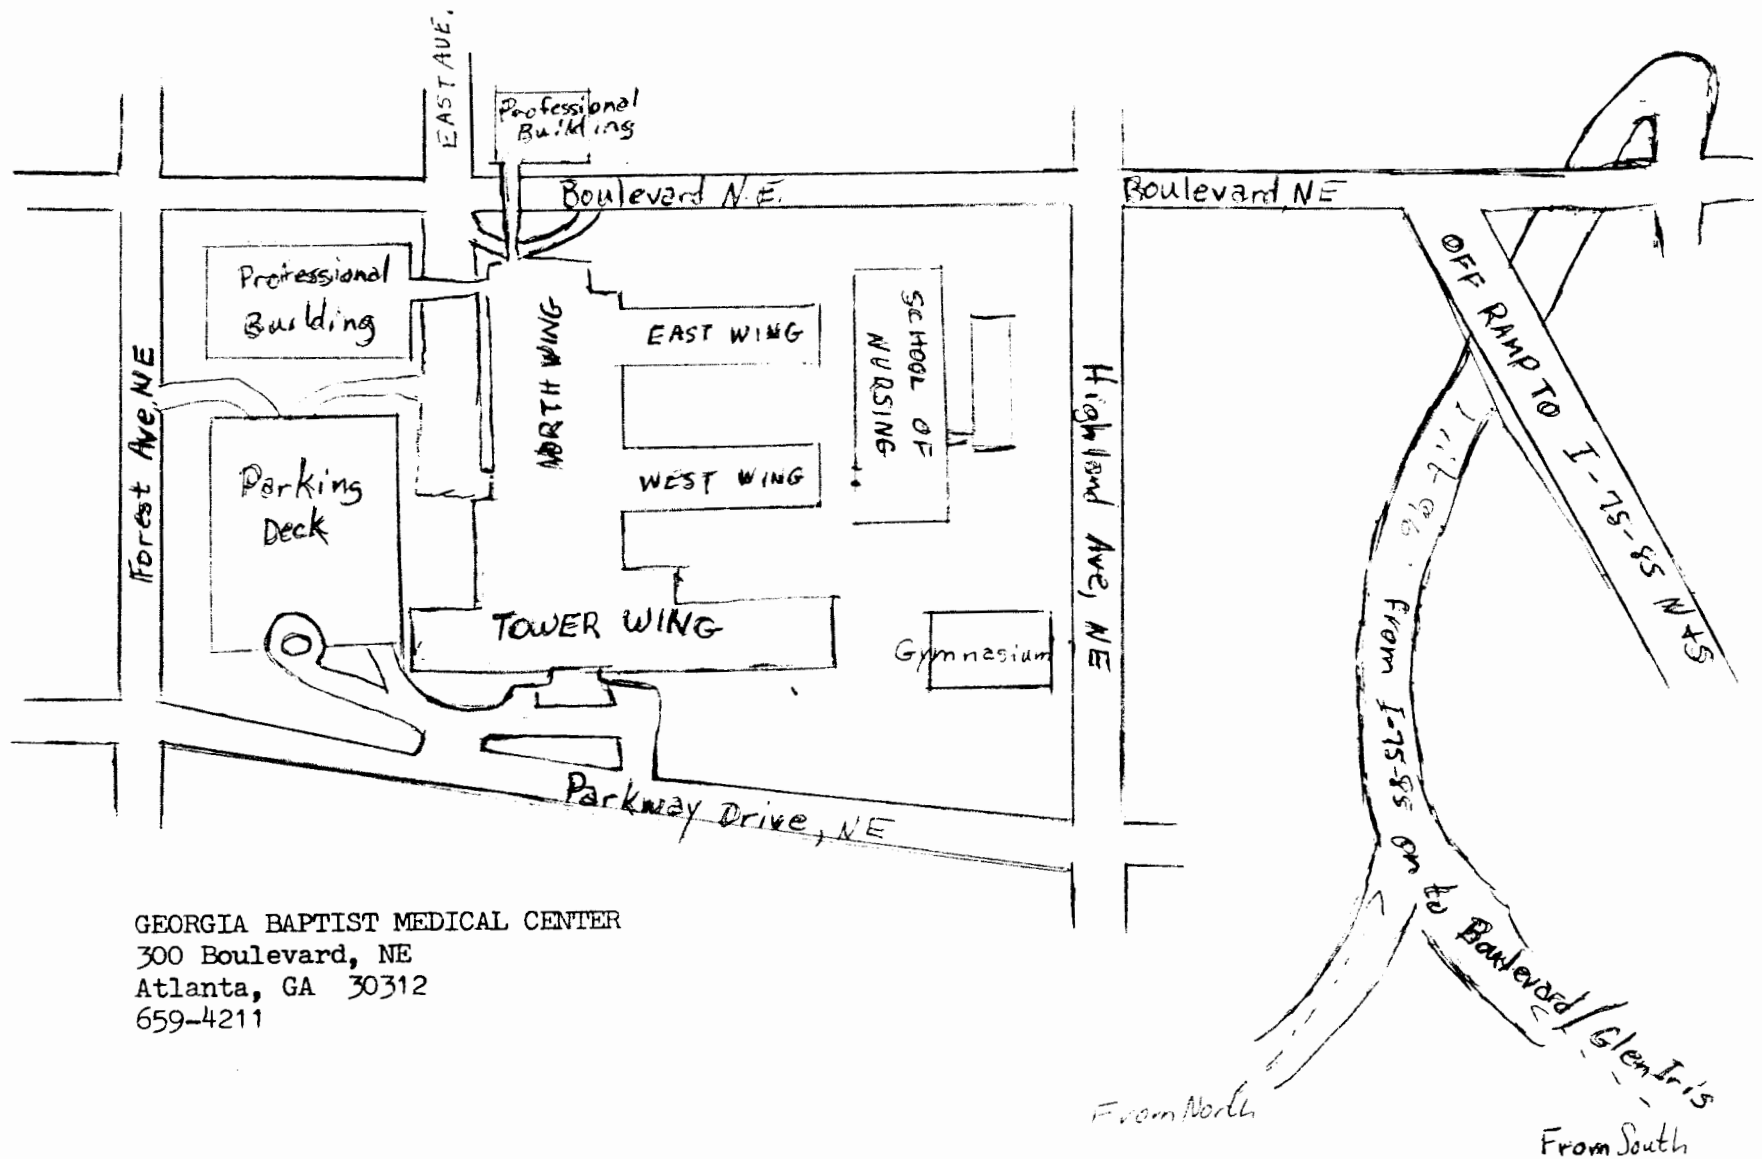 EAST AVE.
Professional
Building
Boulevard N.E.
Boulevard NE
Professional
Building
Forest Ave, NE
NORTH WING
EAST WING
WEST WING
SCHOOL OF
NURSING
Highland Ave, NE
OFF RAMP TO I-75-85 N+S
Parking
Deck
TOWER WING
Gymnasium
Parkway Drive, NE
From I-75-85 on to Boulevard/Glen Iris
From North
From South
GEORGIA BAPTIST MEDICAL CENTER
300 Boulevard, NE
Atlanta, GA 30312
659-4211